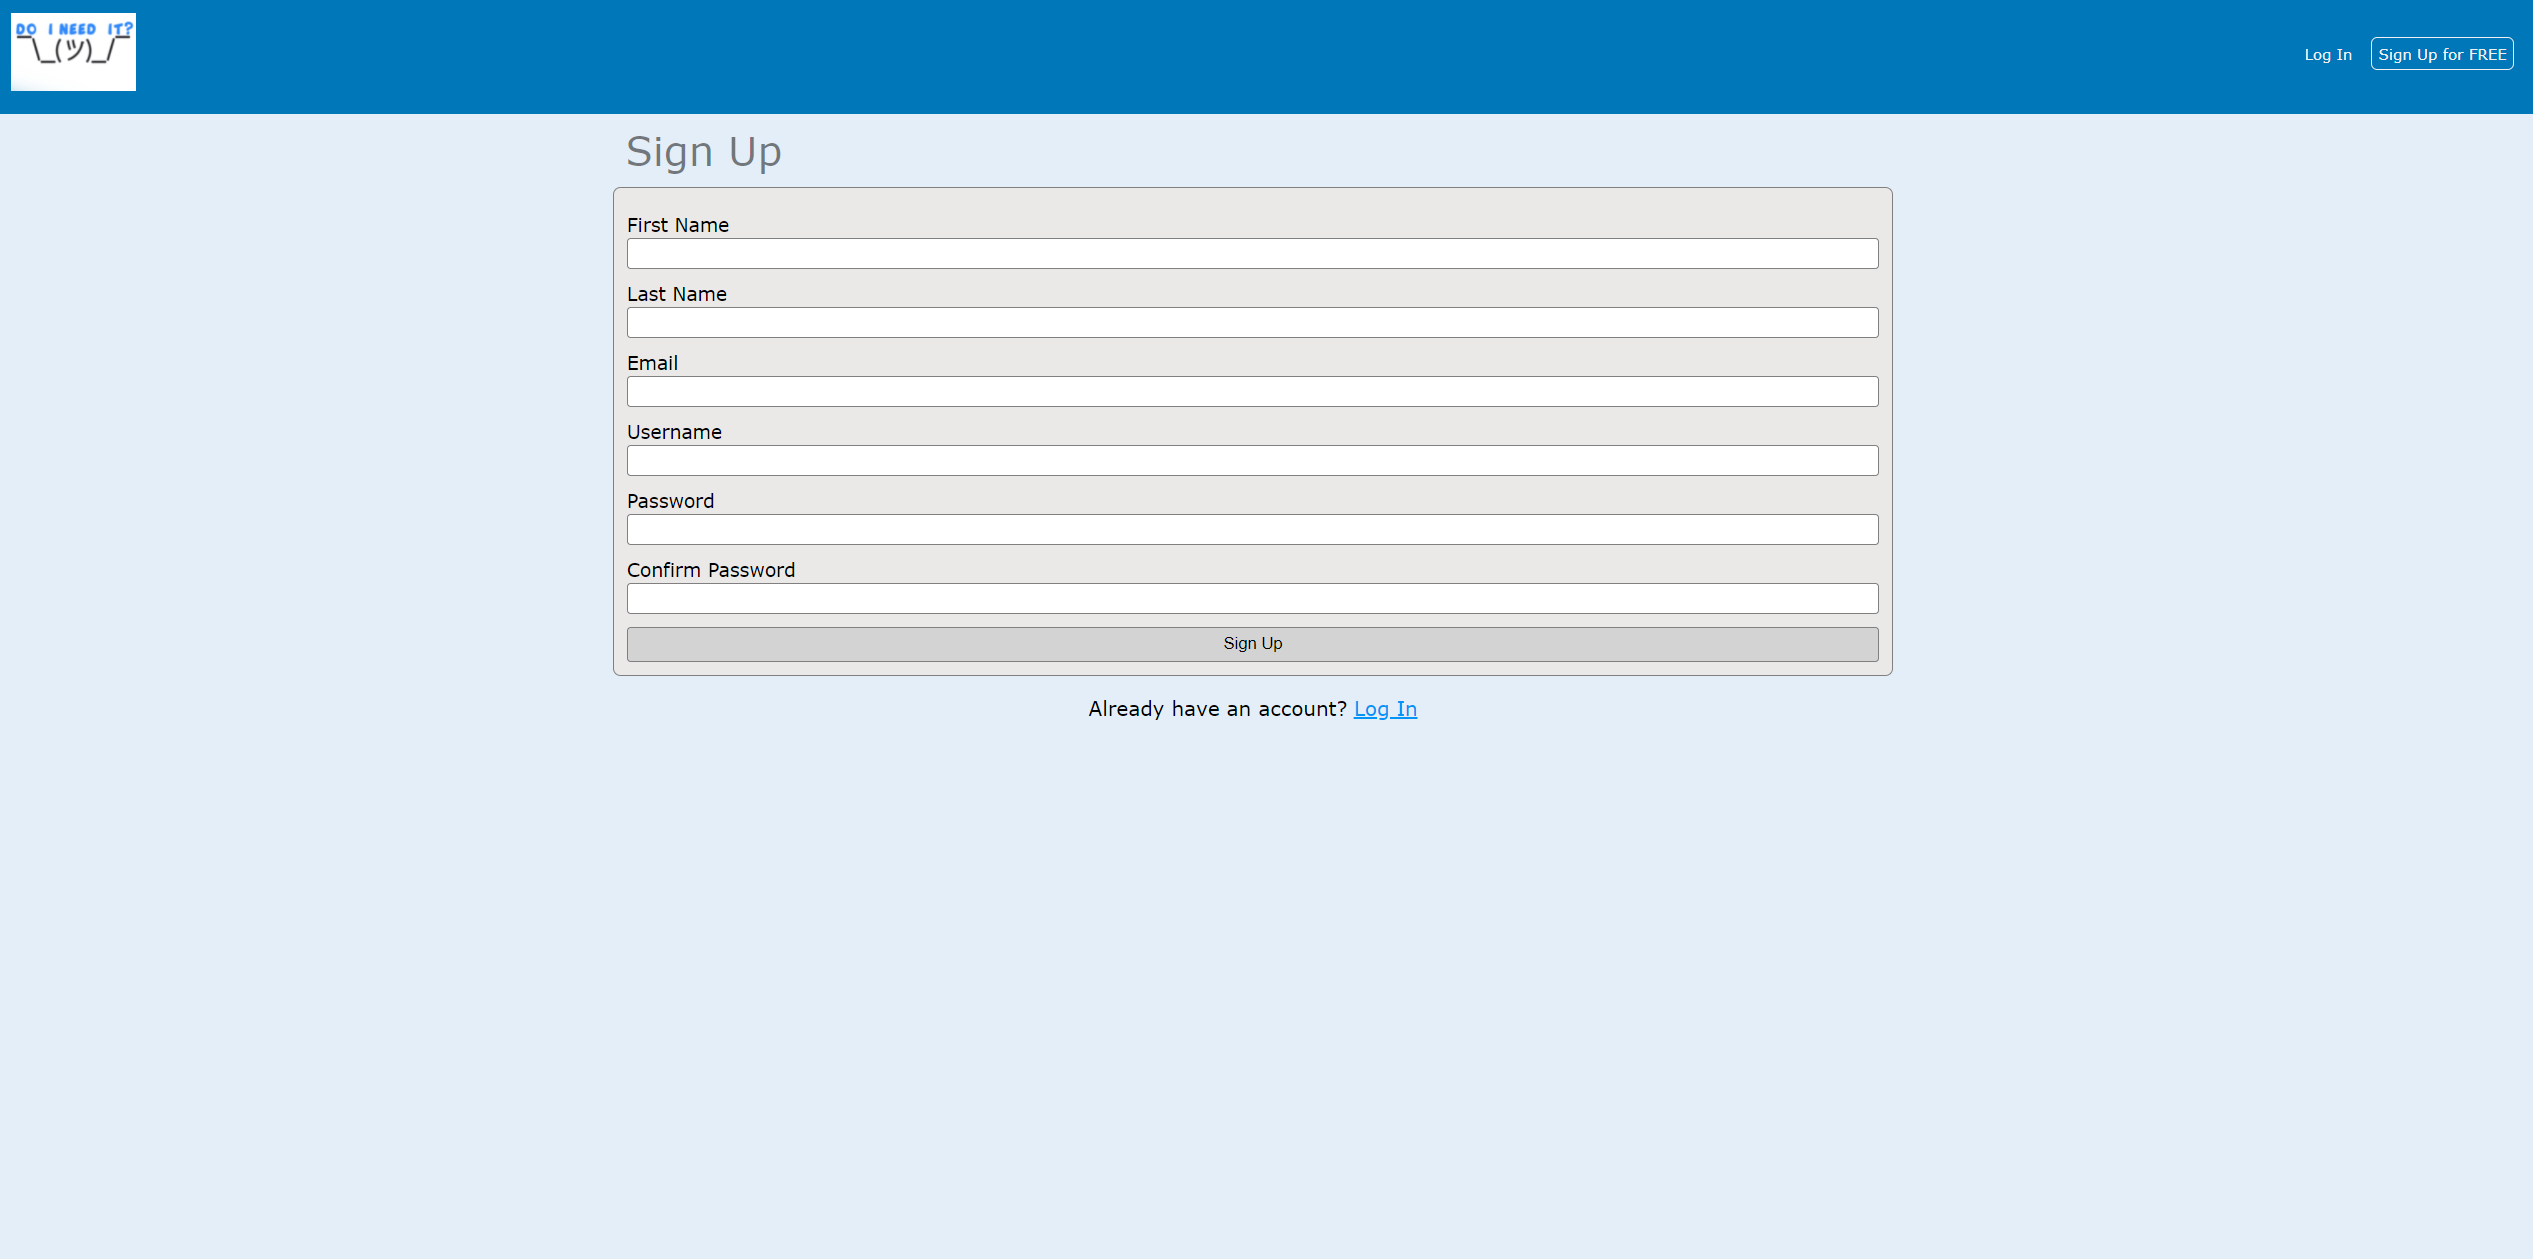 DO I NEED IT?
¯\_(ツ)_/¯
Log In
Sign Up for FREE
Sign Up
First Name
Last Name
Email
Username
Password
Confirm Password
Sign Up
Already have an account? Log In